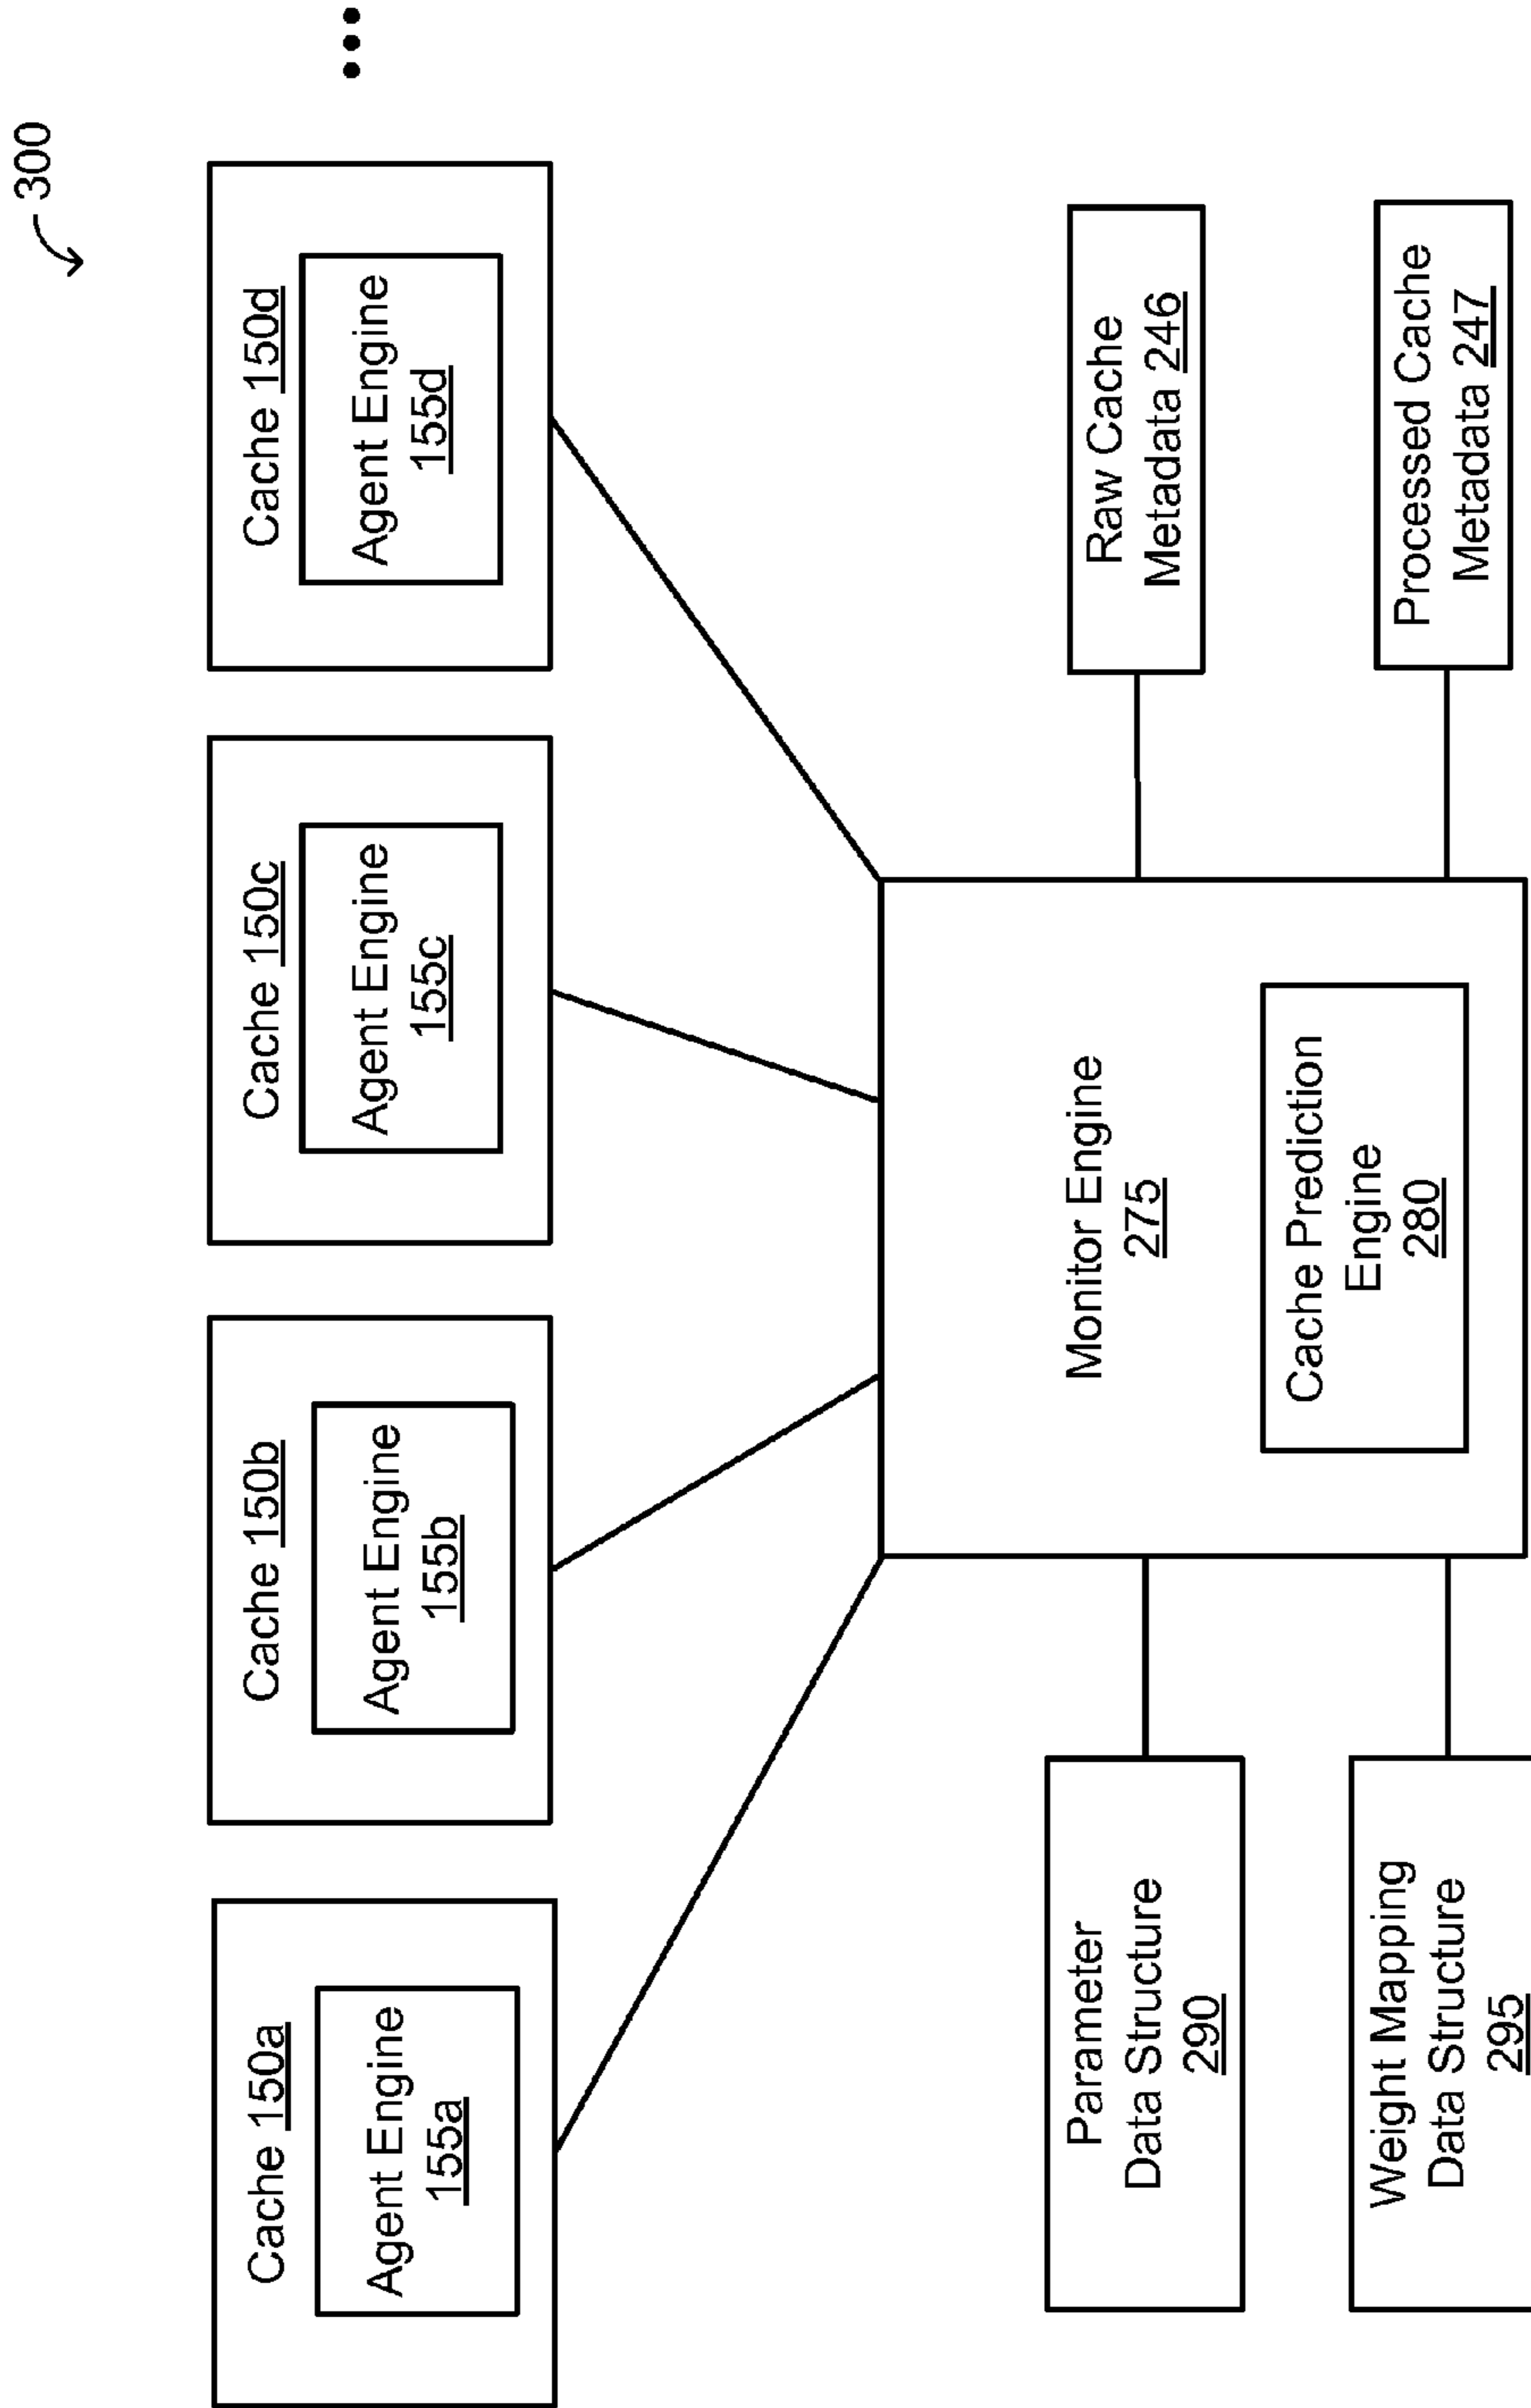 300
Cache 150a
Agent Engine
155a
Cache 150b
Agent Engine
155b
Cache 150c
Agent Engine
155c
Cache 150d
Agent Engine
155d
•••
Monitor Engine
275
Cache Prediction
Engine
280
Parameter
Data Structure
290
Weight Mapping
Data Structure
295
Raw Cache
Metadata 246
Processed Cache
Metadata 247